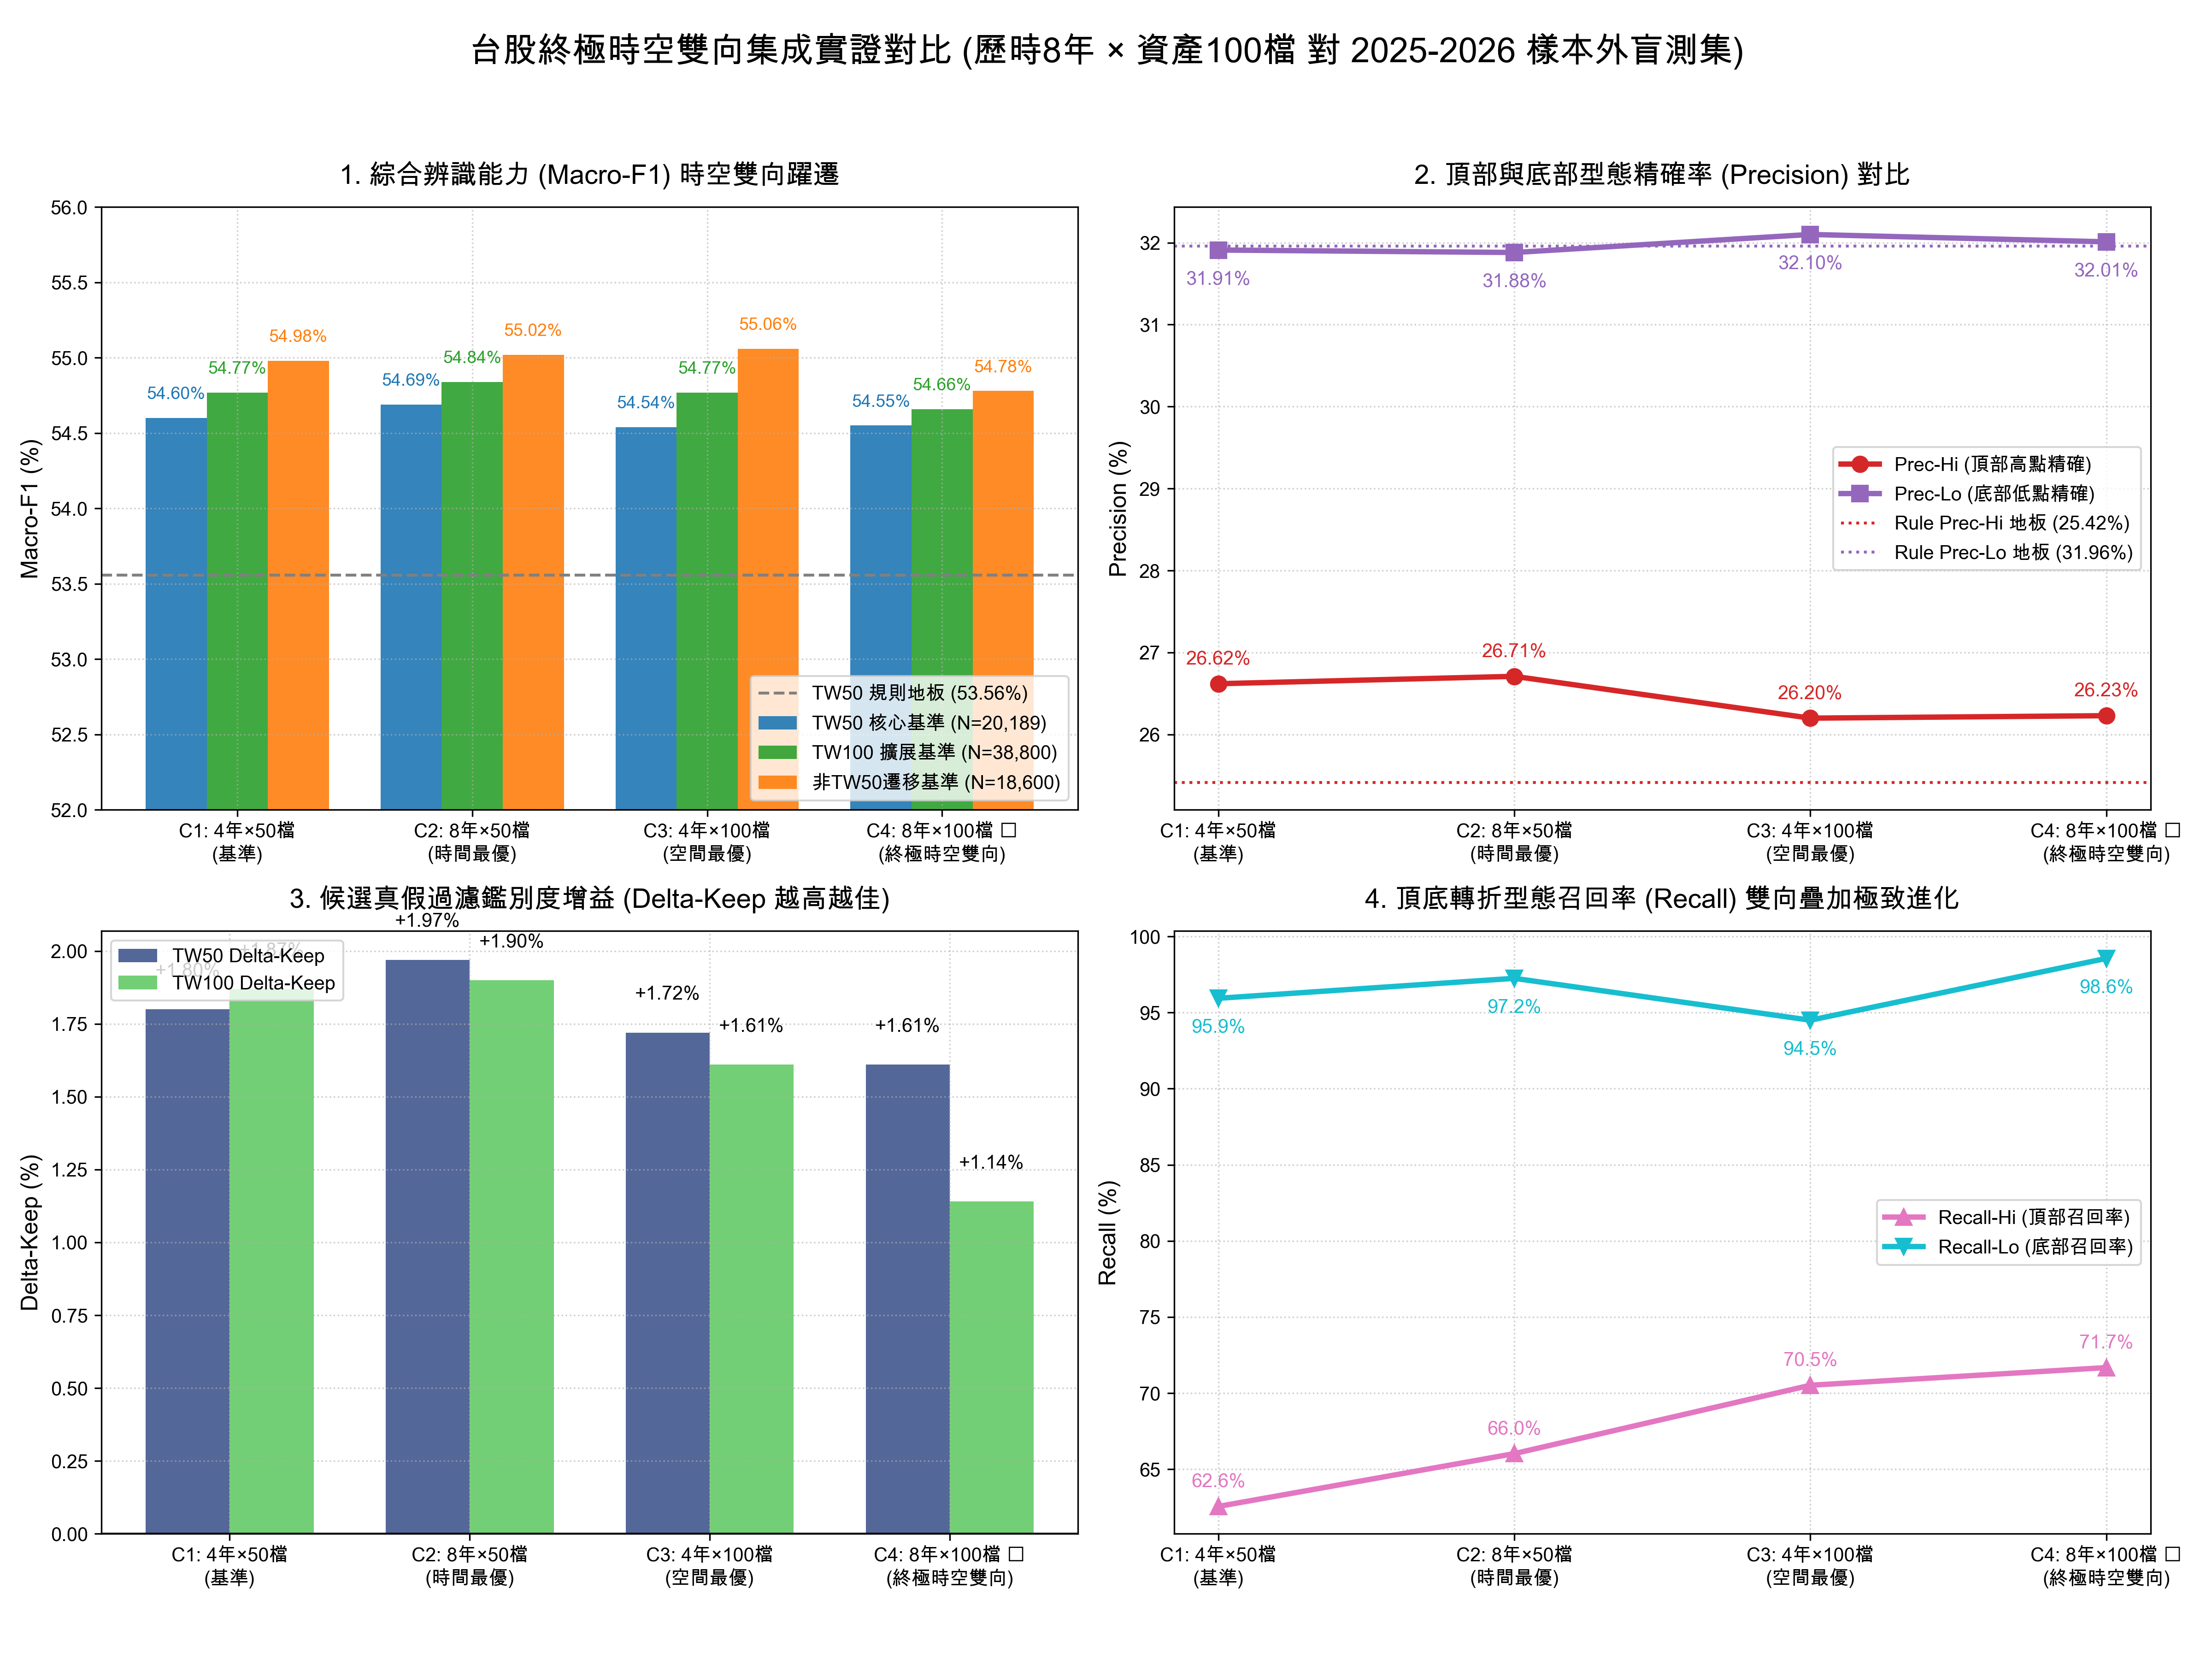 台股終極時空雙向集成實證對比 (歷時8年 × 資產100檔 對 2025-2026 樣本外盲測集)
1. 綜合辨識能力 (Macro-F1) 時空雙向躍遷
Macro-F1 (%)
56.0
55.5
55.0
54.5
54.0
53.5
53.0
52.5
52.0
54.60%
54.77%
54.98%
54.69%
54.84%
55.02%
54.54%
54.77%
55.06%
54.55%
54.66%
54.78%
TW50 規則地板 (53.56%)
TW50 核心基準 (N=20,189)
TW100 擴展基準 (N=38,800)
非TW50遷移基準 (N=18,600)
C1: 4年×50檔
(基準)
C2: 8年×50檔
(時間最優)
C3: 4年×100檔
(空間最優)
C4: 8年×100檔 □
(終極時空雙向)
2. 頂部與底部型態精確率 (Precision) 對比
Precision (%)
32
31
30
29
28
27
26
31.91%
31.88%
32.10%
32.01%
26.62%
26.71%
26.20%
26.23%
Prec-Hi (頂部高點精確)
Prec-Lo (底部低點精確)
Rule Prec-Hi 地板 (25.42%)
Rule Prec-Lo 地板 (31.96%)
C1: 4年×50檔
(基準)
C2: 8年×50檔
(時間最優)
C3: 4年×100檔
(空間最優)
C4: 8年×100檔 □
(終極時空雙向)
3. 候選真假過濾鑑別度增益 (Delta-Keep 越高越佳)
Delta-Keep (%)
2.00
1.75
1.50
1.25
1.00
0.75
0.50
0.25
0.00
+1.80%
+1.87%
+1.97%
+1.90%
+1.72%
+1.61%
+1.61%
+1.14%
TW50 Delta-Keep
TW100 Delta-Keep
C1: 4年×50檔
(基準)
C2: 8年×50檔
(時間最優)
C3: 4年×100檔
(空間最優)
C4: 8年×100檔 □
(終極時空雙向)
4. 頂底轉折型態召回率 (Recall) 雙向疊加極致進化
Recall (%)
100
95
90
85
80
75
70
65
95.9%
97.2%
94.5%
98.6%
62.6%
66.0%
70.5%
71.7%
Recall-Hi (頂部召回率)
Recall-Lo (底部召回率)
C1: 4年×50檔
(基準)
C2: 8年×50檔
(時間最優)
C3: 4年×100檔
(空間最優)
C4: 8年×100檔 □
(終極時空雙向)